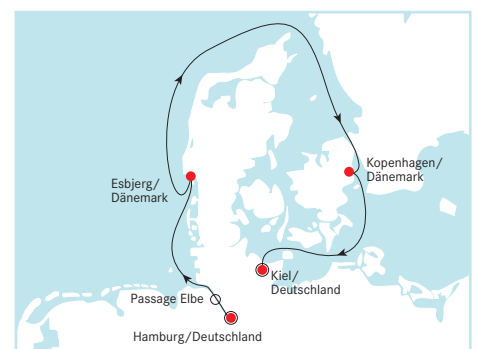 Kopenhagen/
Dänemark
Esbjerg/
Dänemark
Kiel/
Deutschland
Passage Elbe
Hamburg/Deutschland